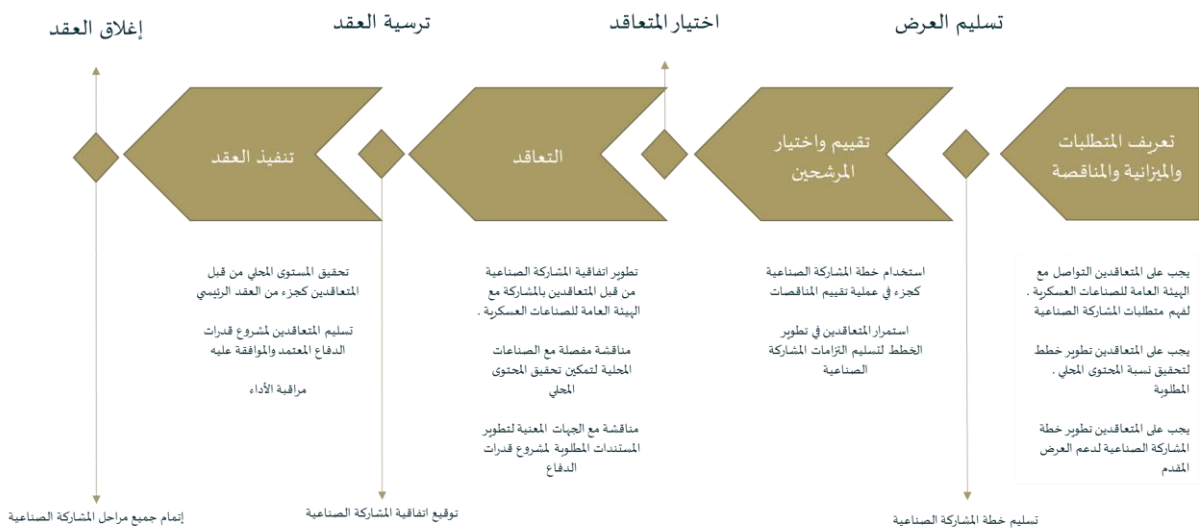 تسليم العرض
اختيار المتعاقد
ترسية العقد
إغلاق العقد
تعريف المتطلبات
والميزانية والمناقصة
تقييم واختيار
المرشحين
التعاقد
تنفيذ العقد
يجب على المتعاقدين التواصل مع
الهيئة العامة للصناعات العسكرية .
لفهم متطلبات المشاركة الصناعية
يجب على المتعاقدين تطوير خطط
لتحقيق نسبة المحتوى المحلي .
المطلوبة
يجب على المتعاقدين تطوير خطة
المشاركة الصناعية لدعم العرض
المقدم
استخدام خطة المشاركة الصناعية
كجزء في عملية تقييم المناقصات
استمرار المتعاقدين في تطوير
الخطط لتسليم التزامات المشاركة
الصناعية
تطوير اتفاقية المشاركة الصناعية
من قبل المتعاقدين بالمشاركة مع
الهيئة العامة للصناعات العسكرية .
مناقشة مفصلة مع الصناعات
المحلية لتمكين تحقيق المحتوى
المحلي
مناقشة مع الجهات المعنية لتطوير
المستندات المطلوبة لمشروع قدرات
الدفاع
تحقيق المستوى المحلي من قبل
المتعاقدين كجزء من العقد الرئيسي
تسليم المتعاقدين لمشروع قدرات
الدفاع المعتمد والموافقة عليه
مراقبة الأداء
تسليم خطة المشاركة الصناعية
توقيع اتفاقية المشاركة الصناعية
إتمام جميع مراحل المشاركة الصناعية